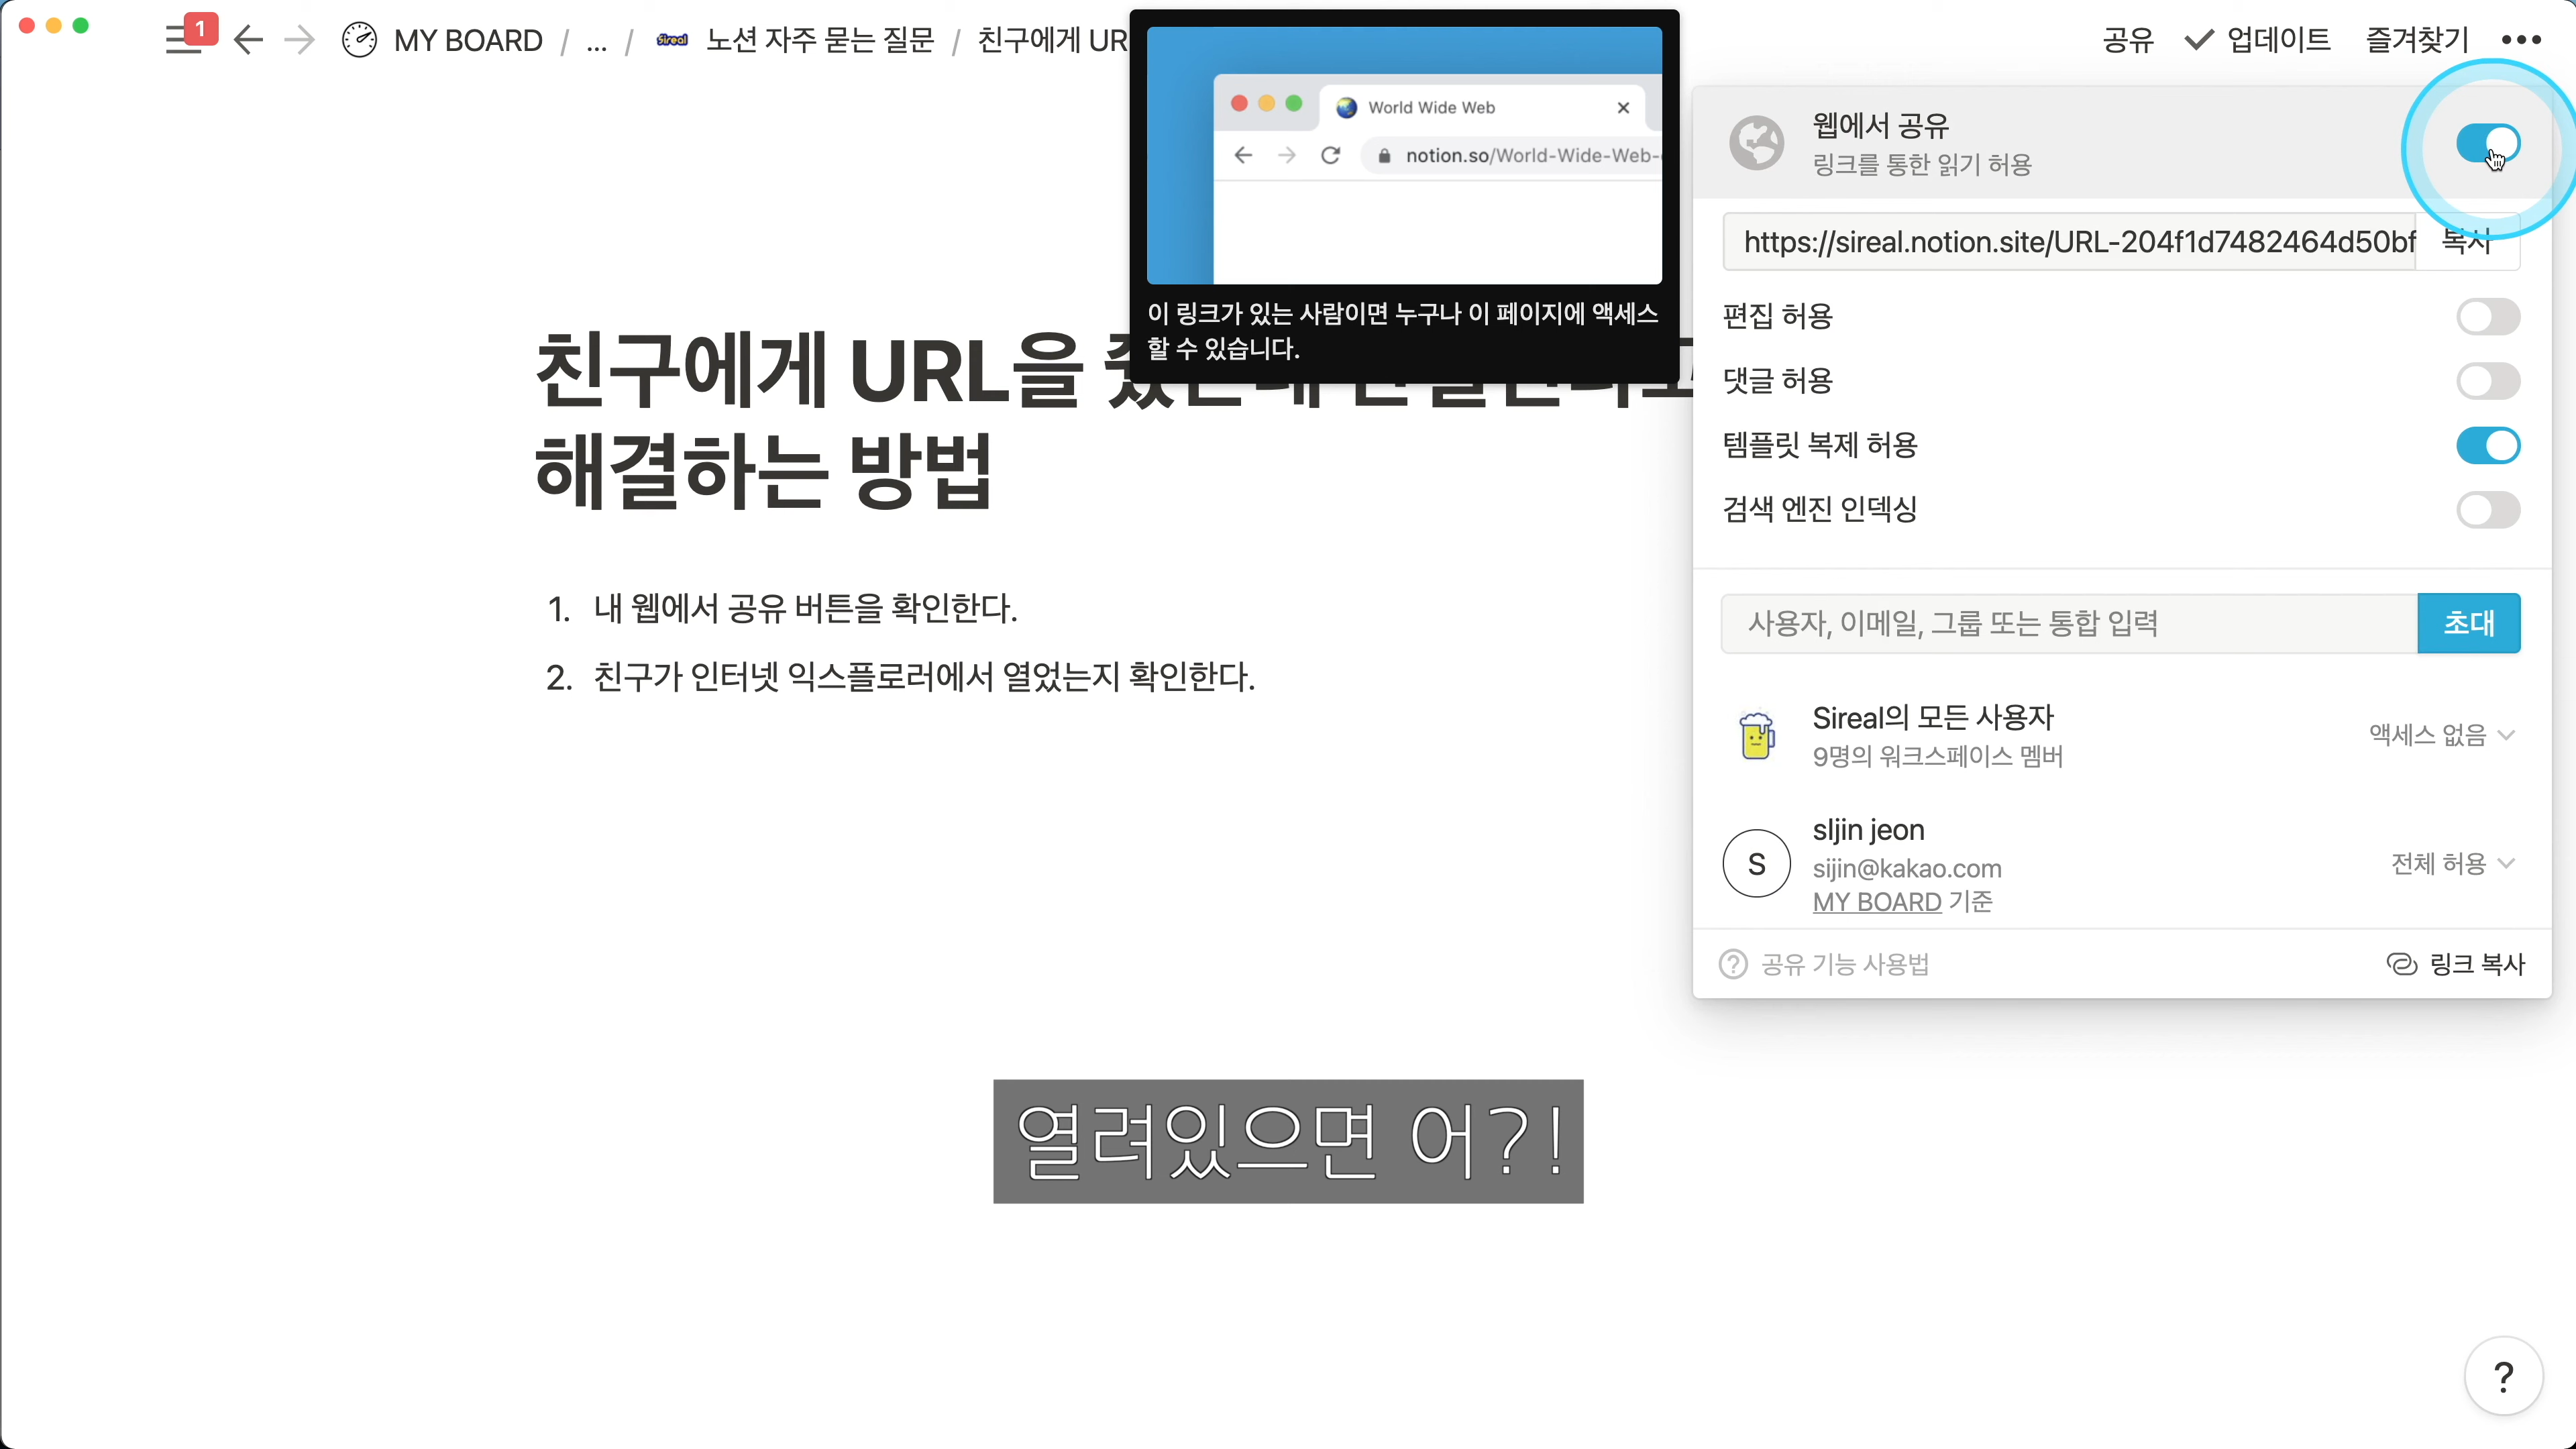 1
MY BOARD / ... / Sireal 노션 자주 묻는 질문 / 친구에게 UR
공유 업데이트 즐겨찾기
World Wide Web
notion.so/World-Wide-Web-
이 링크가 있는 사람이면 누구나 이 페이지에 액세스
할 수 있습니다.
친구에게 URL을
해결하는 방법
1. 내 웹에서 공유 버튼을 확인한다.
2. 친구가 인터넷 익스플로러에서 열었는지 확인한다.
웹에서 공유
링크를 통한 읽기 허용
https://sireal.notion.site/URL-204f1d7482464d50bf 복사
편집 허용
댓글 허용
템플릿 복제 허용
검색 엔진 인덱싱
사용자, 이메일, 그룹 또는 통합 입력 초대
Sireal의 모든 사용자
9명의 워크스페이스 멤버
액세스 없음
S
sljin jeon
sijin@kakao.com
MY BOARD 기준
전체 허용
? 공유 기능 사용법 링크 복사
열려있으면 어?!
?